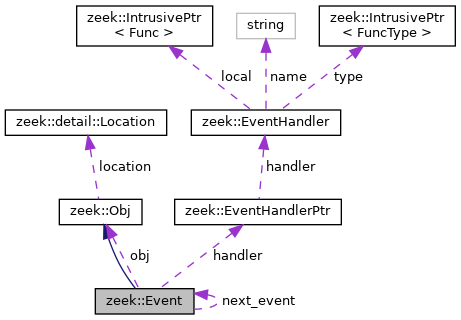 zeek::IntrusivePtr
< Func >
string
zeek::IntrusivePtr
< FuncType >
local
name
type
zeek::detail::Location
zeek::EventHandler
location
handler
zeek::Obj
zeek::EventHandlerPtr
obj
handler
zeek::Event
next_event